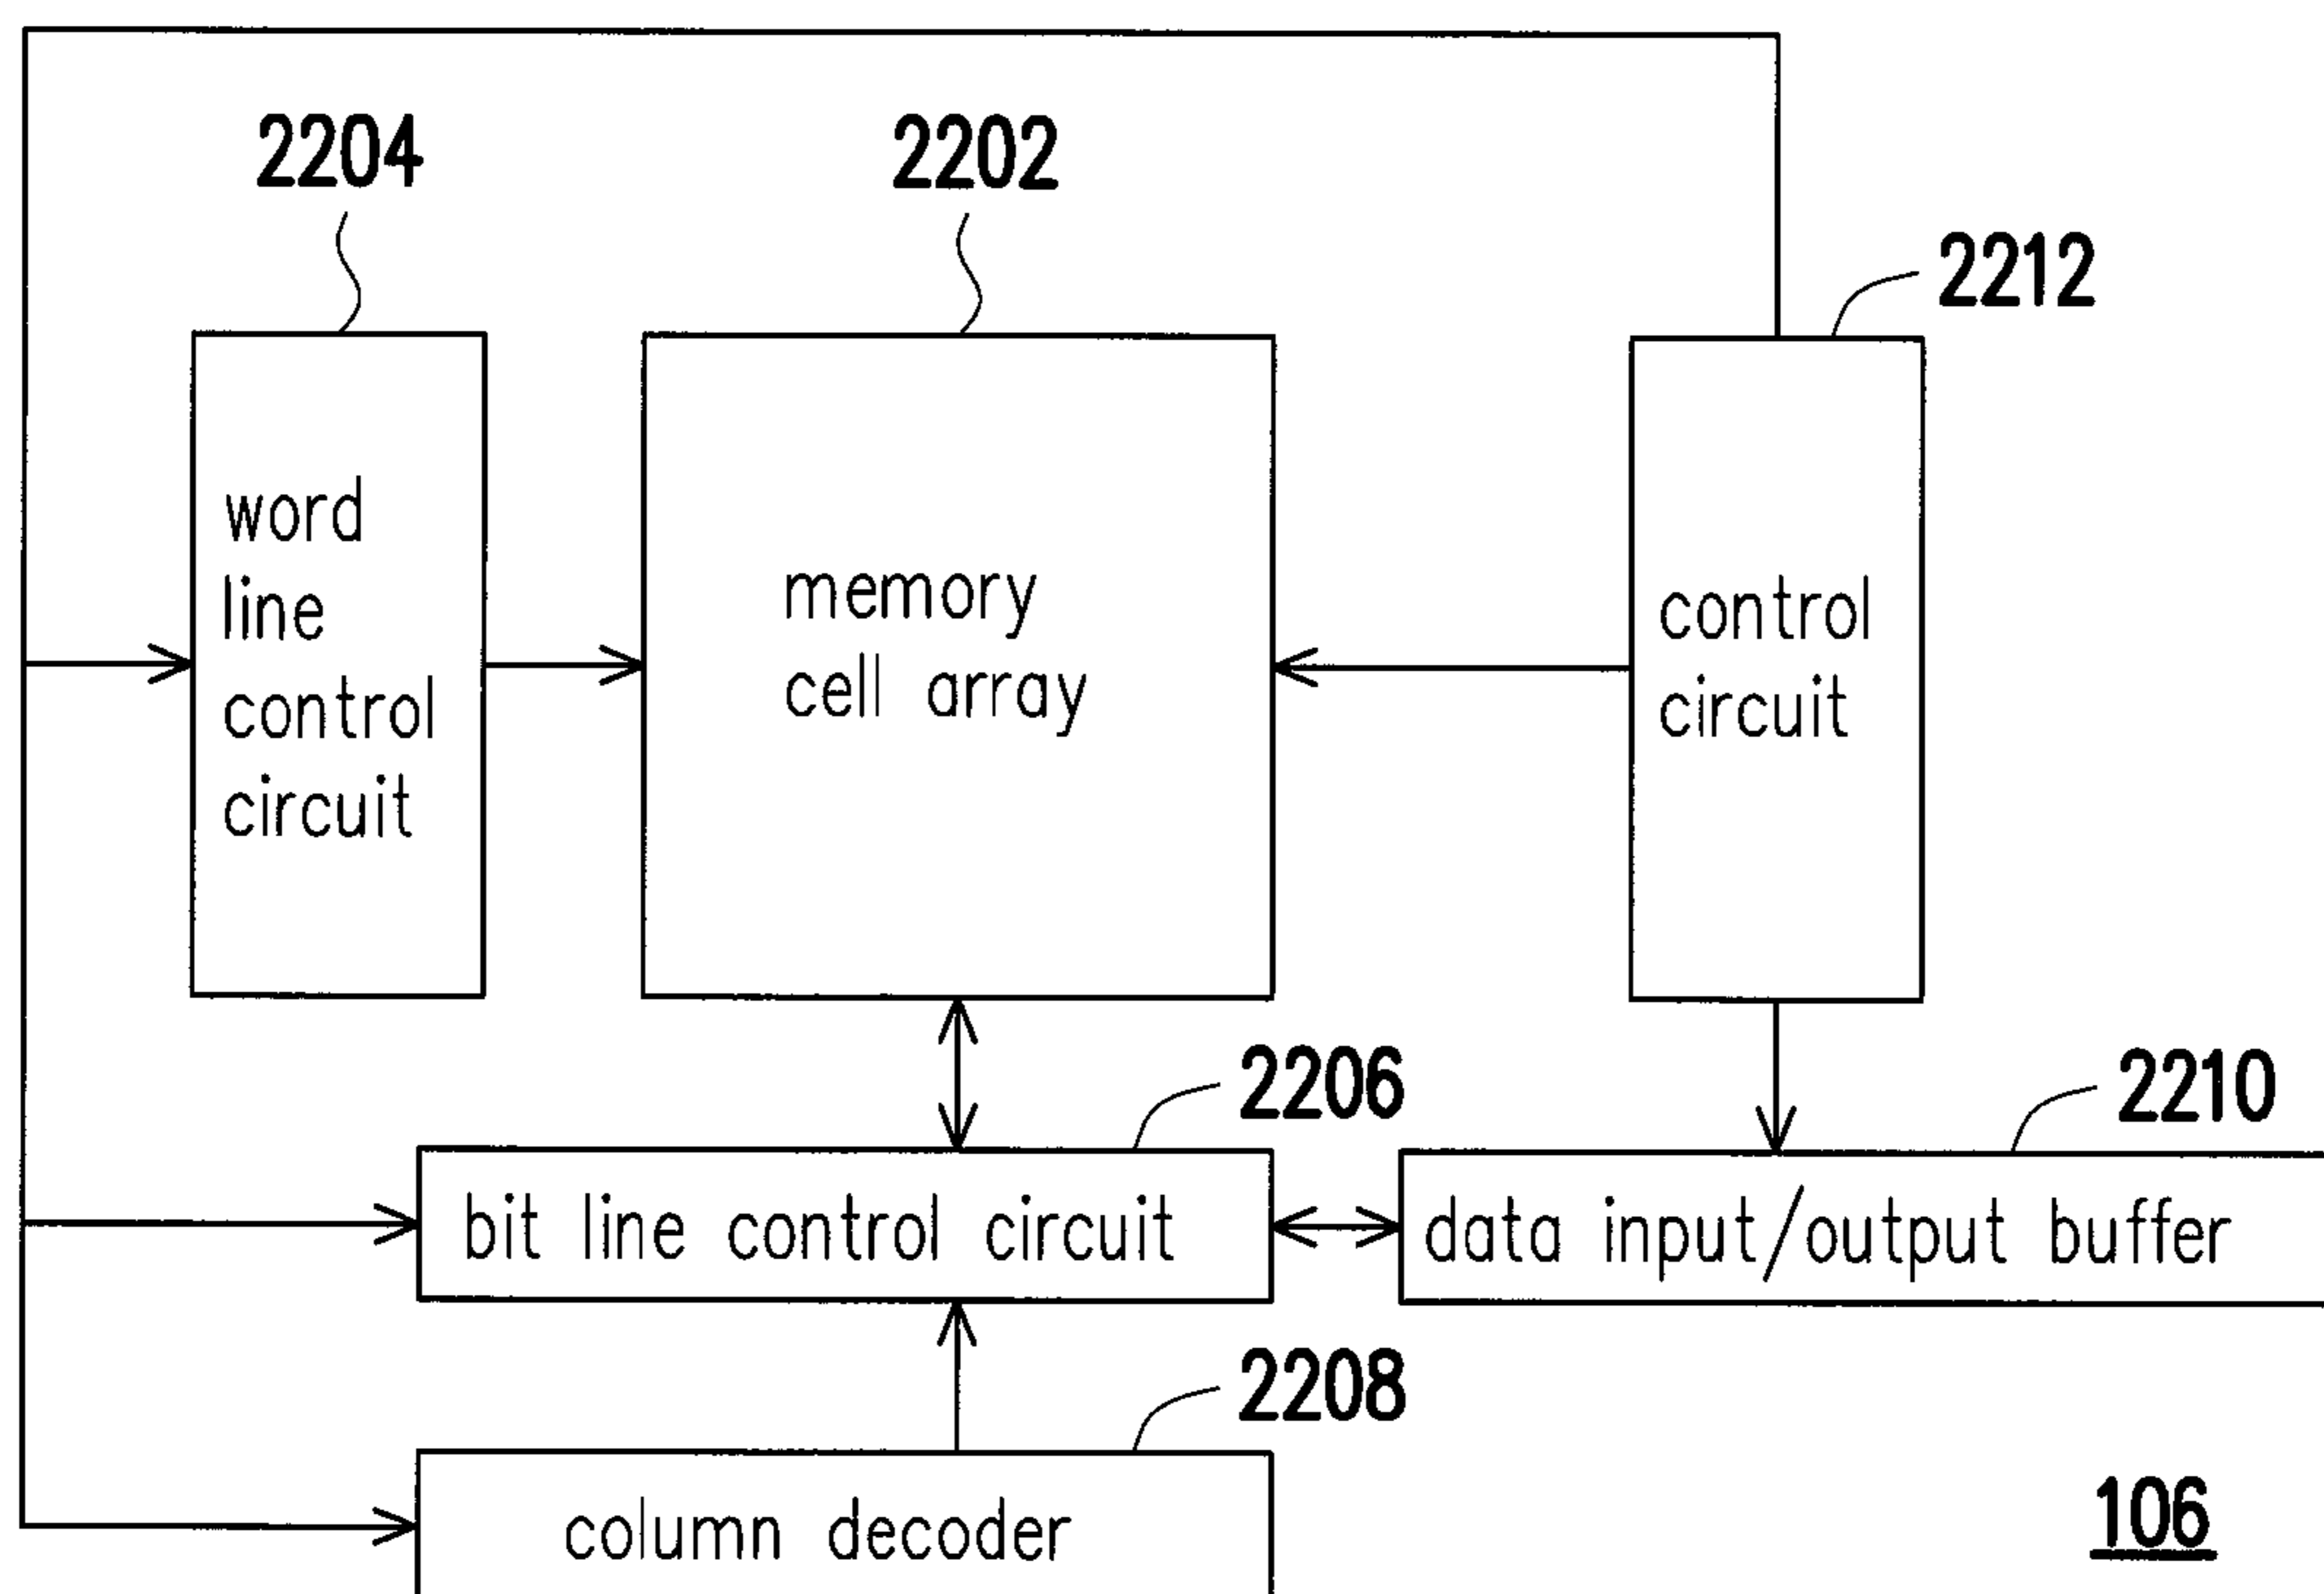 2204
2202
2212
word
line
control
circuit
memory
cell array
control
circuit
2206
2210
bit line control circuit
data input/output buffer
2208
column decoder
106